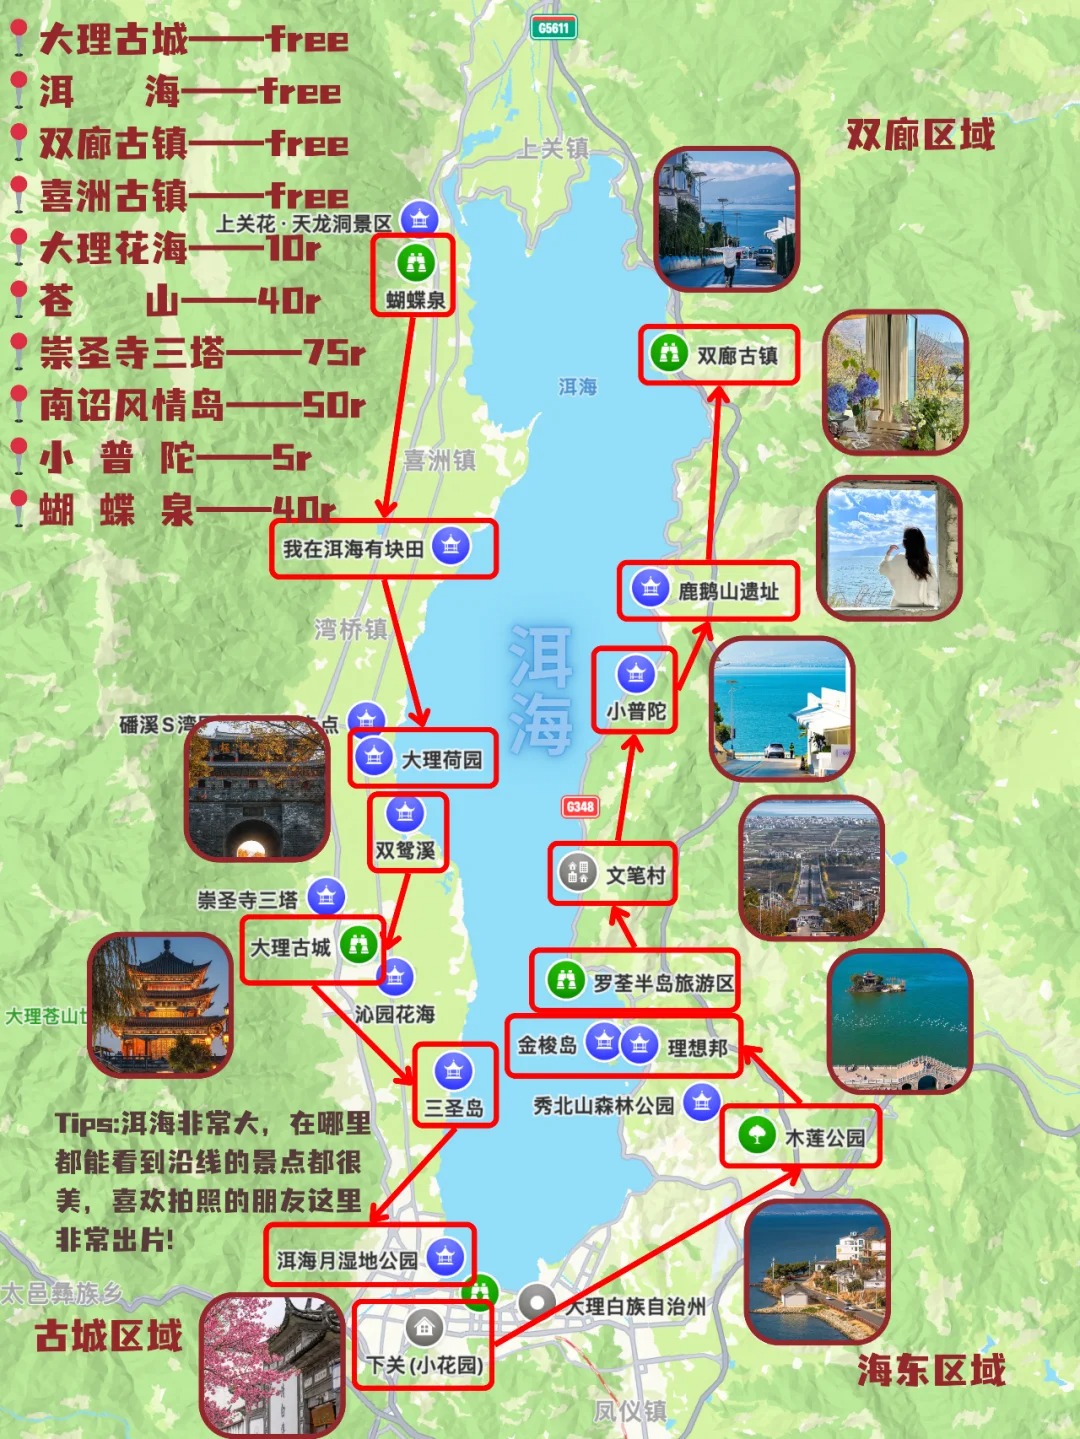 大理古城——free
洱 海——free
双廊古镇——free
喜洲古镇——free
大理花海——10r
苍 山——40r
崇圣寺三塔——75r
南诏风情岛——50r
小 普 陀——5r
蝴 蝶 泉——40r
G5611
上关镇
双廊区域
上关花·天龙洞景区
蝴蝶泉
双廊古镇
洱海
喜洲镇
我在洱海有块田
鹿鹅山遗址
湾桥镇
洱海
小普陀
磻溪S湾
点
大理荷园
G348
双鸳溪
文笔村
崇圣寺三塔
大理古城
罗荃半岛旅游区
沁园花海
大理苍山
金梭岛
理想邦
三圣岛
秀北山森林公园
木莲公园
Tips:洱海非常大，在哪里
都能看到沿线的景点都很
美，喜欢拍照的朋友这里
非常出片!
洱海月湿地公园
太邑彝族乡
大理白族自治州
古城区域
下关(小花园)
海东区域
凤仪镇